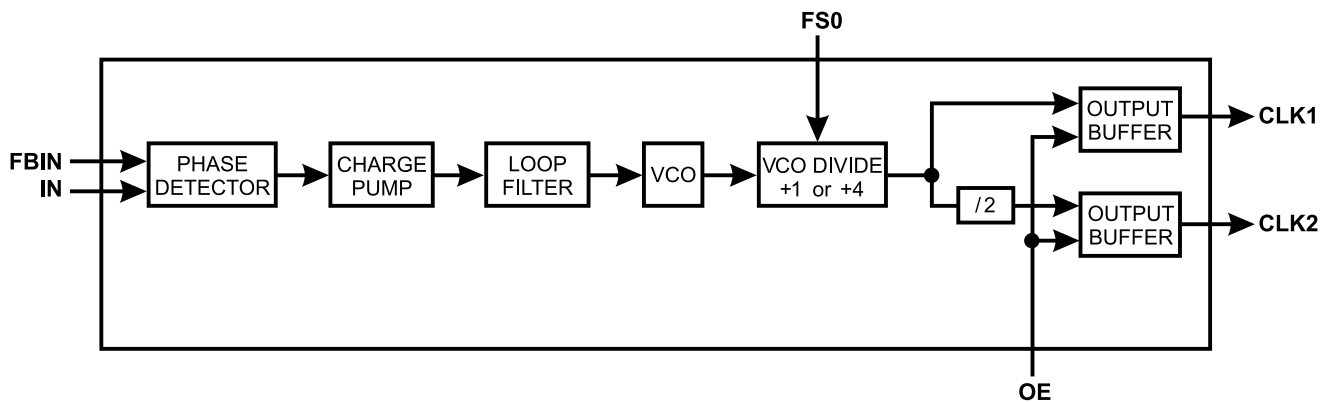 FS0
FBIN
IN
PHASE
DETECTOR
CHARGE
PUMP
LOOP
FILTER
VCO
VCO DIVIDE
+1 or +4
/2
OUTPUT
BUFFER
CLK1
OUTPUT
BUFFER
CLK2
OE